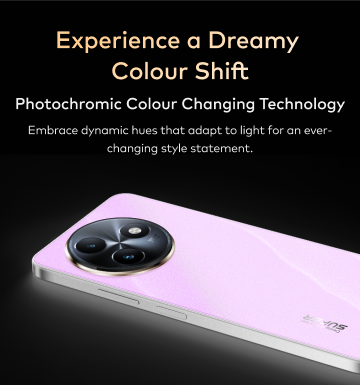 Experience a Dreamy
Colour Shift
Photochromic Colour Changing Technology
Embrace dynamic hues that adapt to light for an ever-
changing style statement.